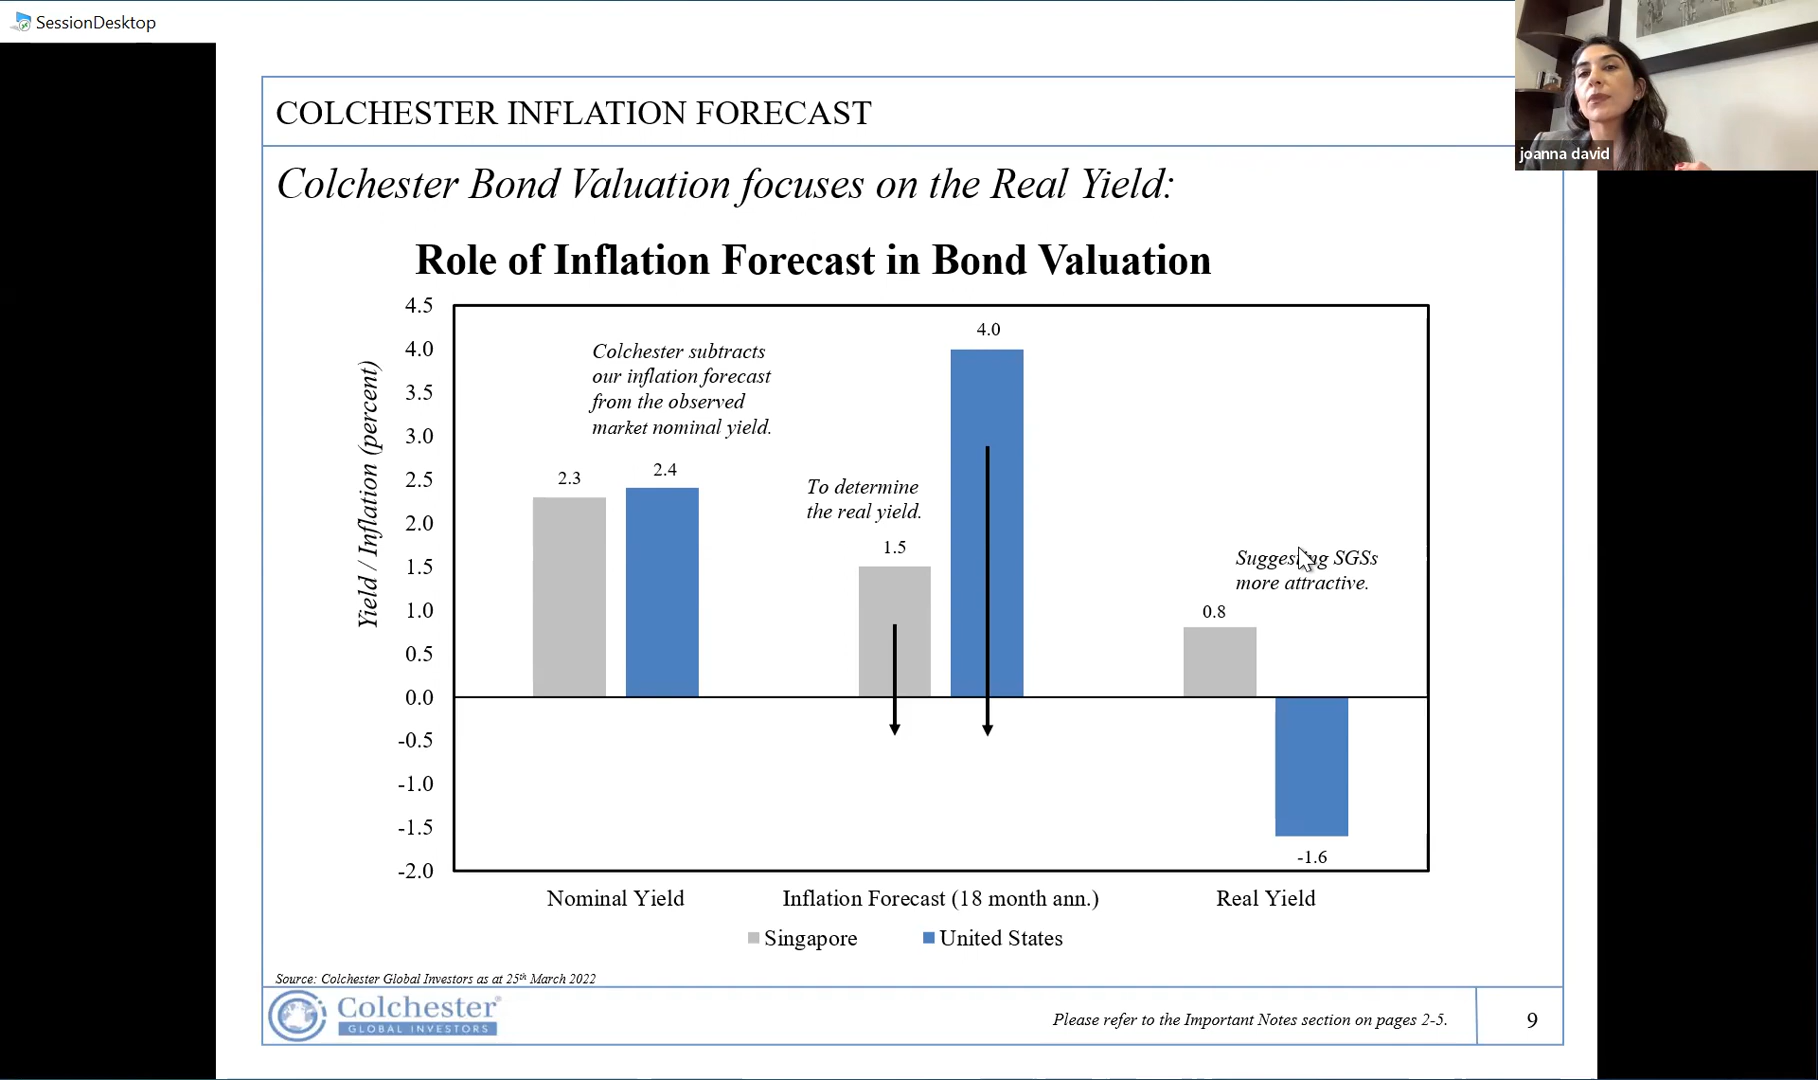 SessionDesktop
joanna david
COLCHESTER INFLATION FORECAST
Colchester Bond Valuation focuses on the Real Yield:
Role of Inflation Forecast in Bond Valuation
Yield / Inflation (percent)
4.5
4.0
3.5
3.0
2.5
2.0
1.5
1.0
0.5
0.0
-0.5
-1.0
-1.5
-2.0
Colchester subtracts
our inflation forecast
from the observed
market nominal yield.
2.3
2.4
To determine
the real yield.
1.5
4.0
Suggesting SGSs
more attractive.
0.8
-1.6
Nominal Yield
Inflation Forecast (18 month ann.)
Real Yield
Singapore
United States
Source: Colchester Global Investors as at 25th March 2022
Colchester®
GLOBAL INVESTORS
Please refer to the Important Notes section on pages 2-5.
9